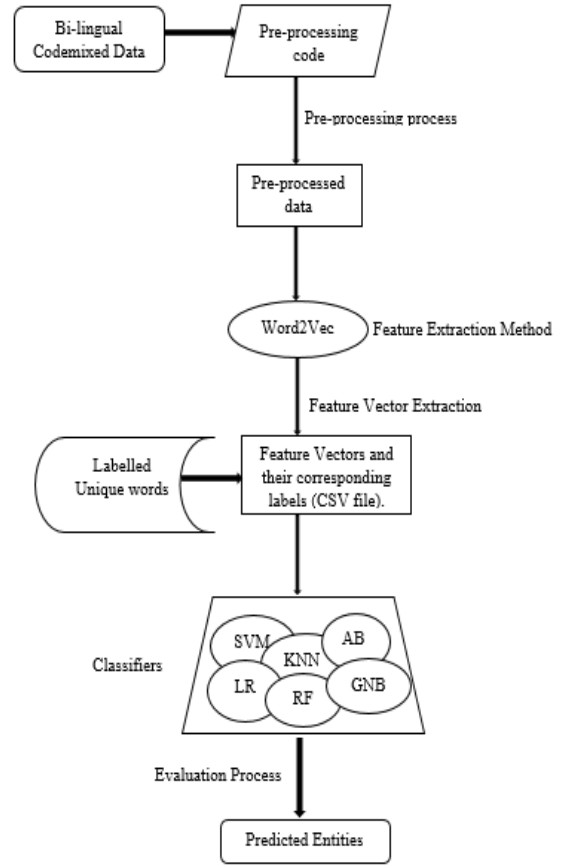 Bi-lingual
Codemixed Data
Pre-processing
code
Pre-processing process
Pre-processed
data
Word2Vec
Feature Extraction Method
Feature Vector Extraction
Labelled
Unique words
Feature Vectors and
their corresponding
labels (CSV file).
Classifiers
SVM
AB
KNN
LR
RF
GNB
Evaluation Process
Predicted Entities